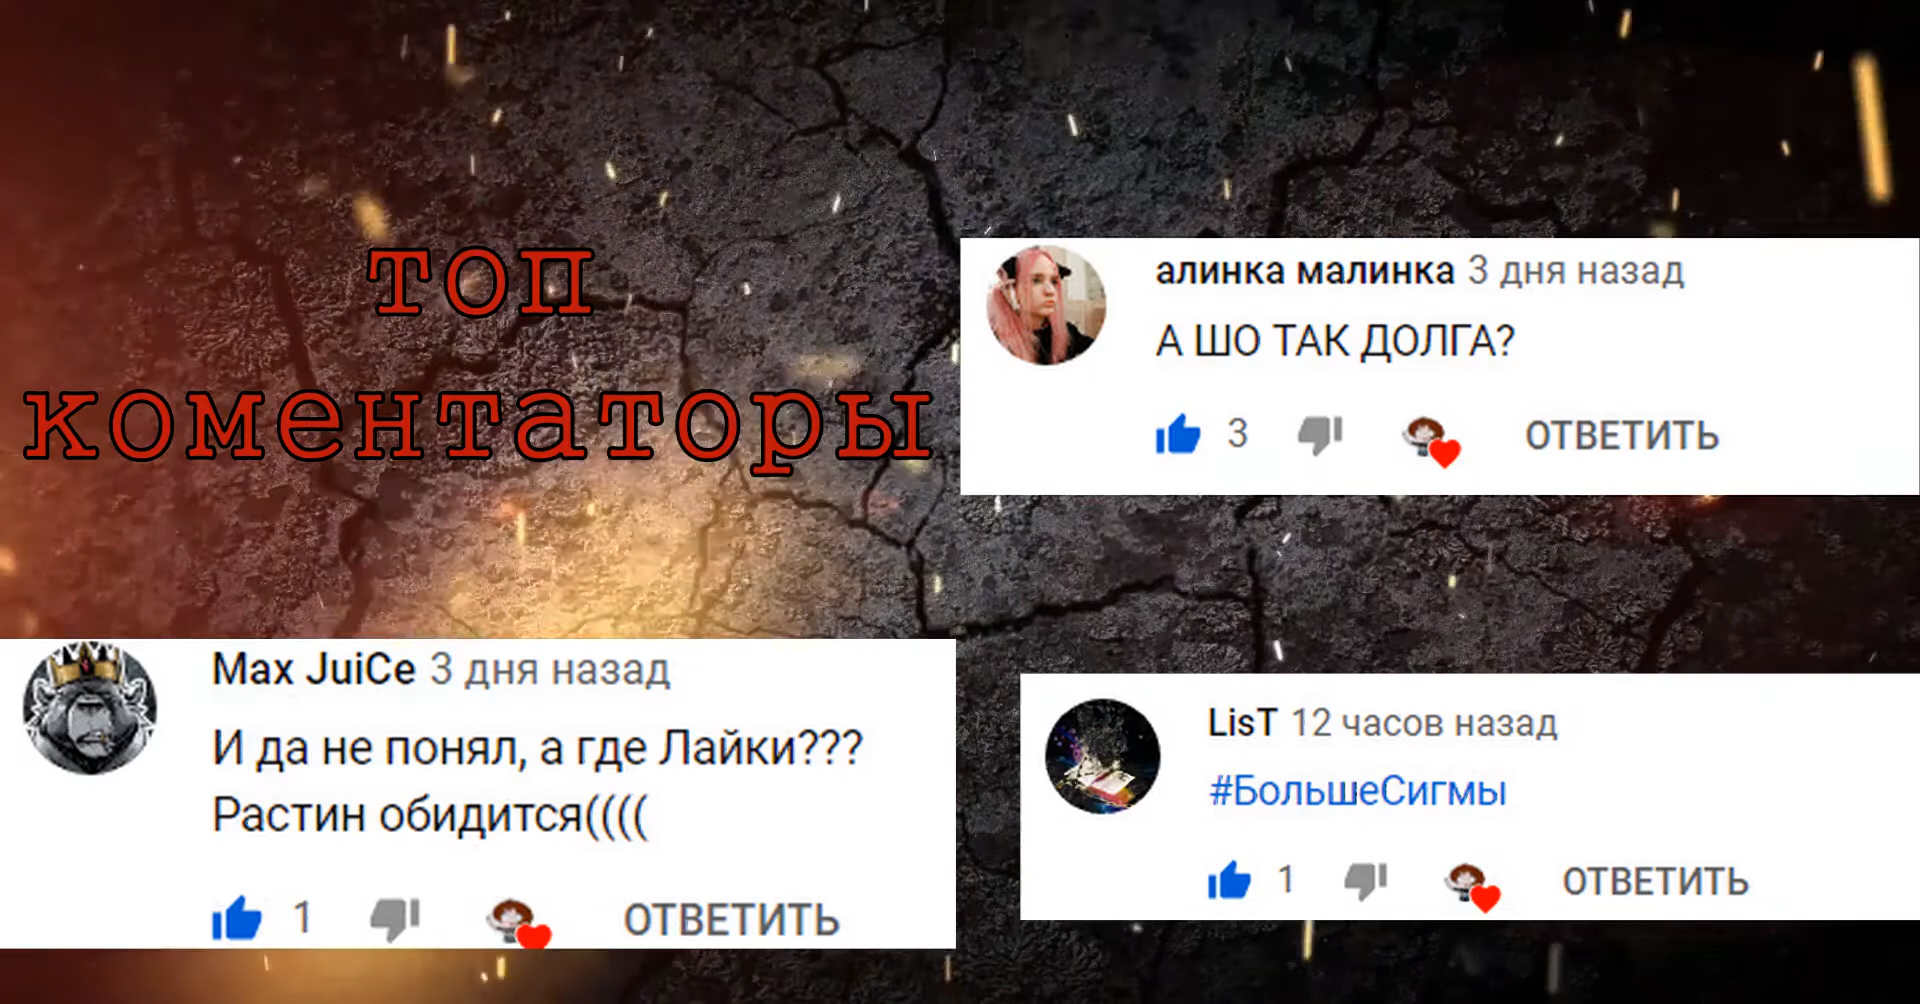 топ
коментаторы
алинка малинка 3 дня назад
А ШО ТАК ДОЛГА?
3 ОТВЕТИТЬ
Max JuiCe 3 дня назад
И да не понял, а где Лайки???
Растин обидится((((
1 ОТВЕТИТЬ
LisT 12 часов назад
#БольшеСигмы
1 ОТВЕТИТЬ